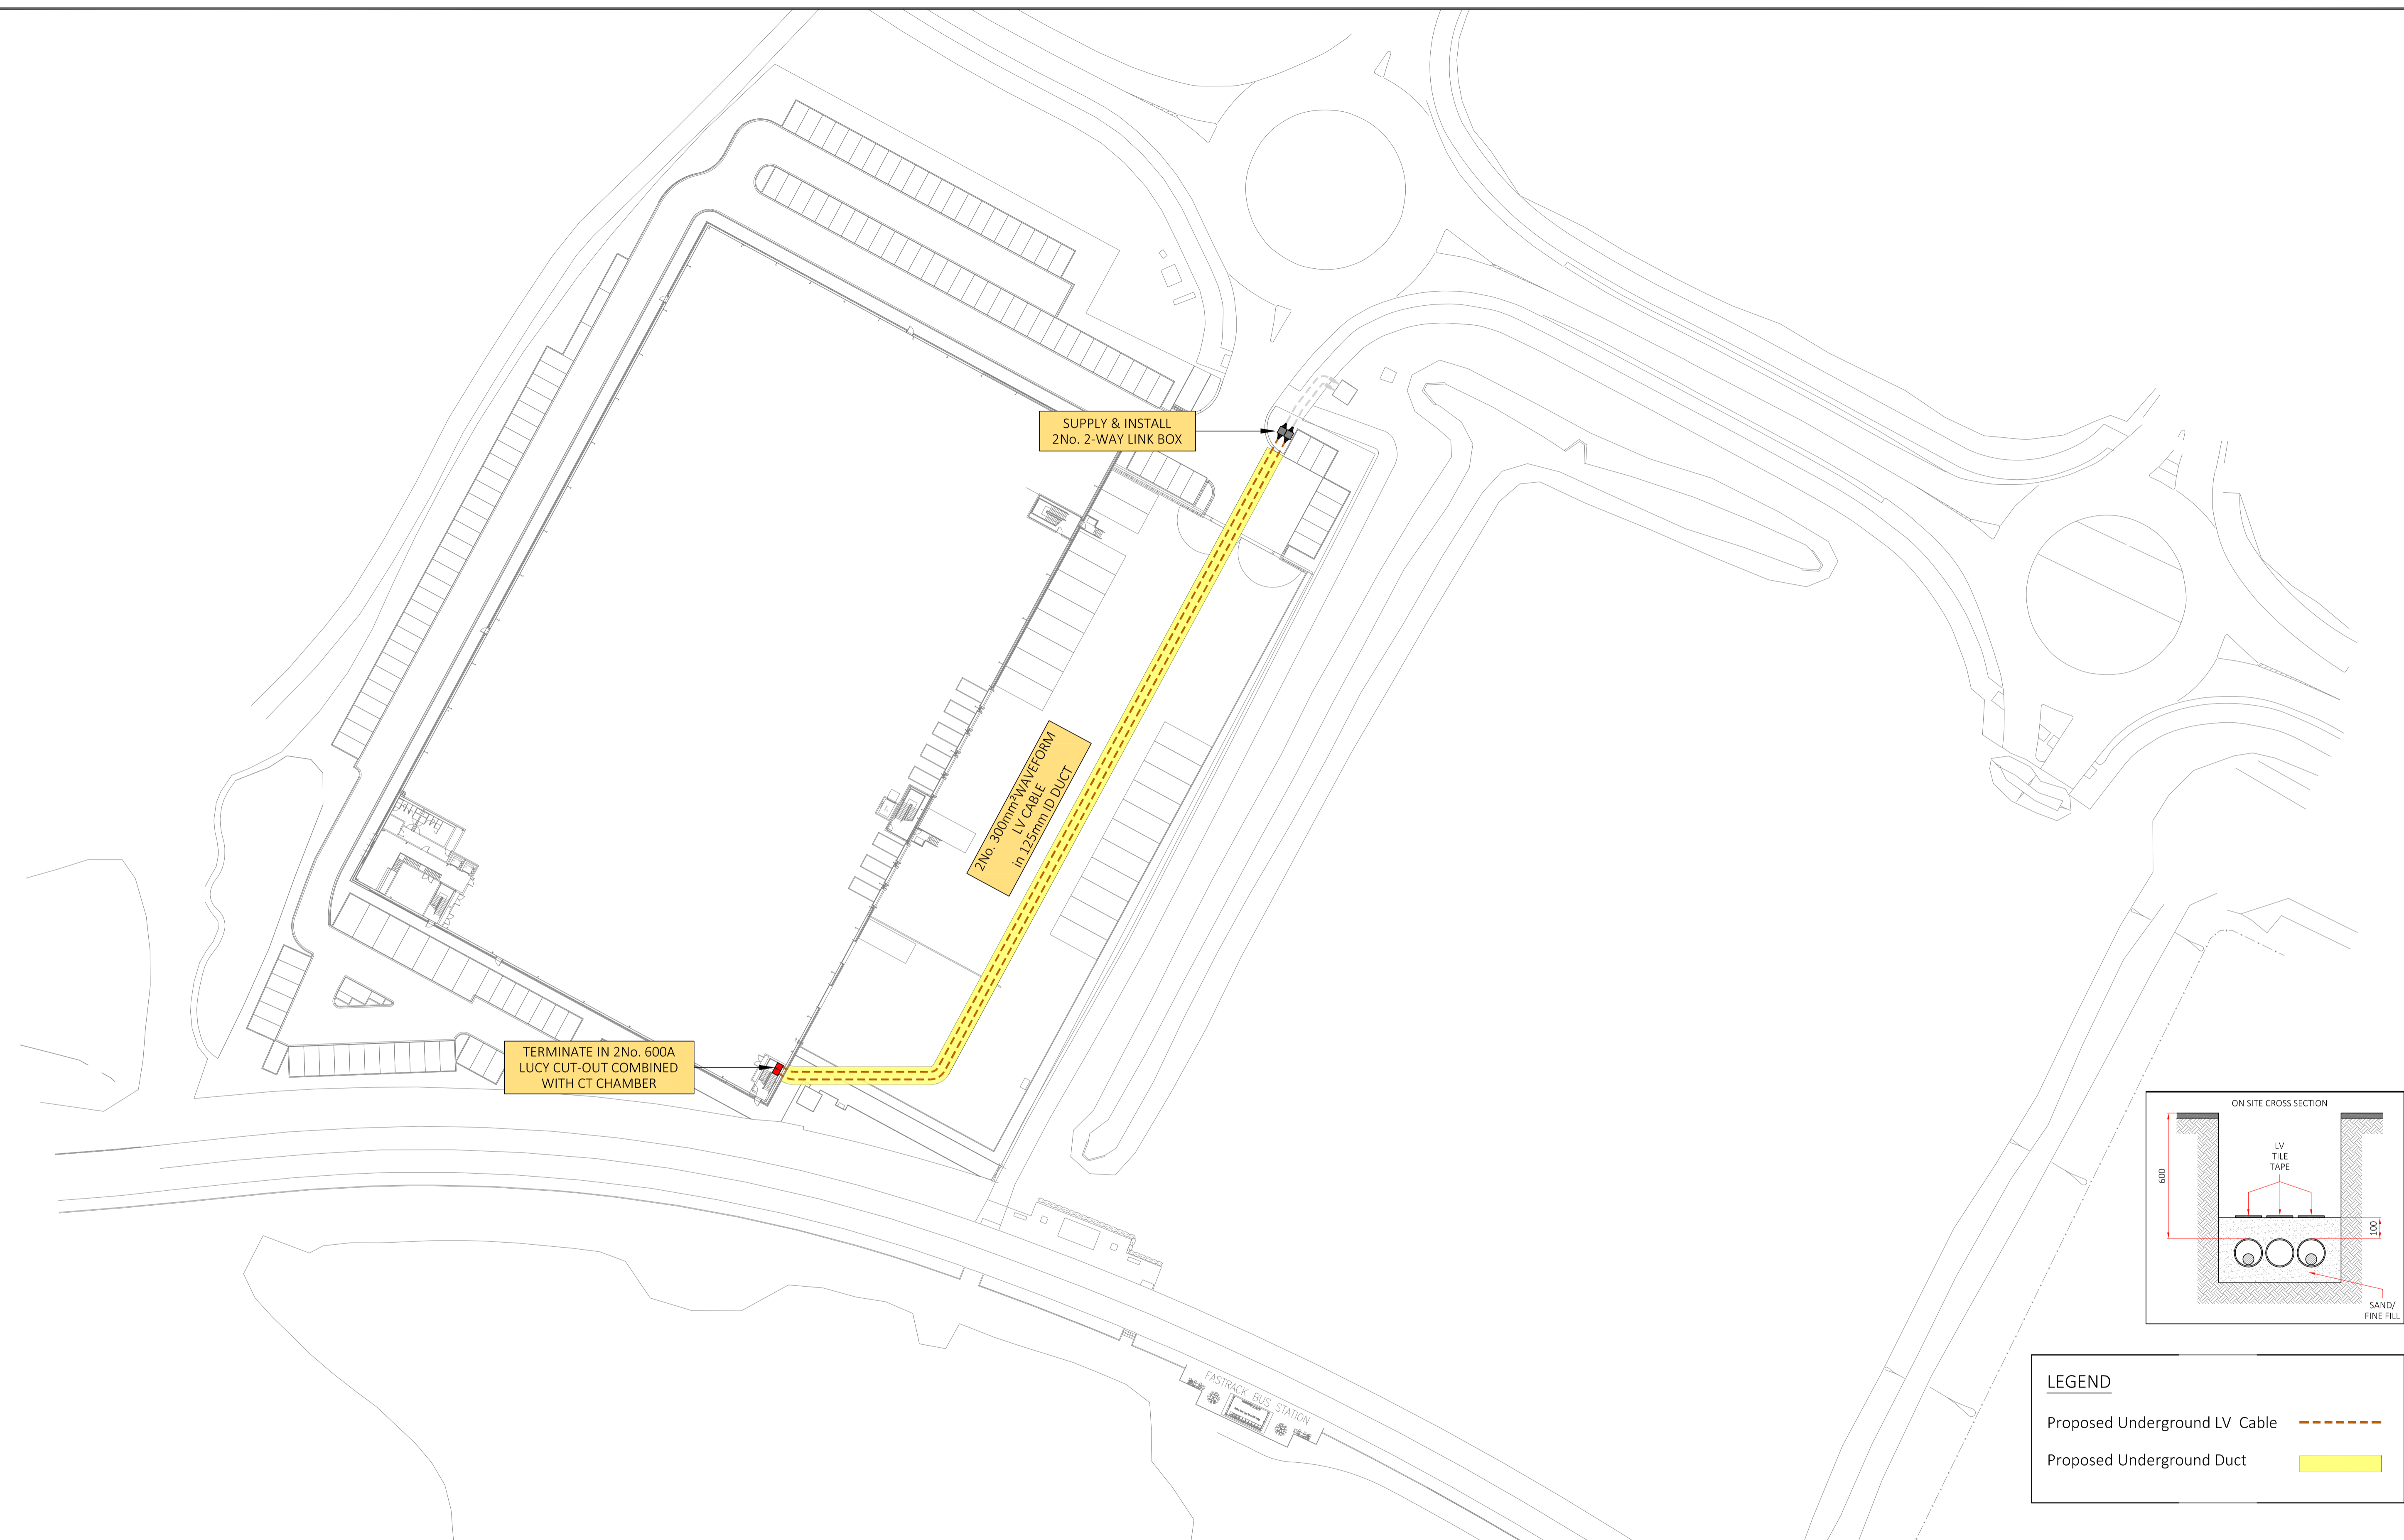 SUPPLY & INSTALL
2No. 2-WAY LINK BOX
2No. 300mm² WAVEFORM
LV CABLE
in 125mm ID DUCT
TERMINATE IN 2No. 600A
LUCY CUT-OUT COMBINED
WITH CT CHAMBER
ON SITE CROSS SECTION
LV
TILE
TAPE
600
100
SAND/
FINE FILL
FASTRACK BUS STATION
LEGEND
Proposed Underground LV Cable
Proposed Underground Duct